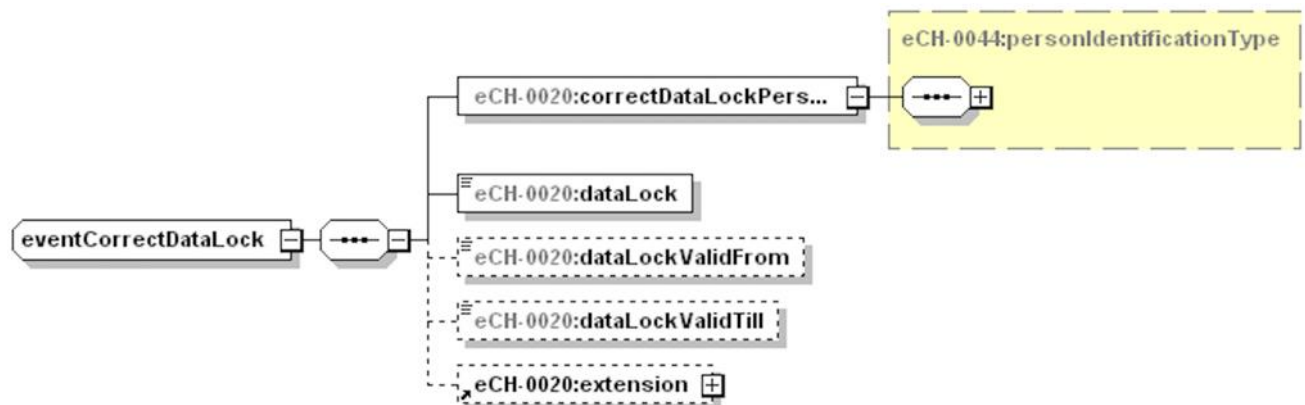 eCH-0044:personIdentificationType
eCH-0020:correctDataLockPers...
eCH-0020:dataLock
eventCorrectDataLock
eCH-0020:dataLockValidFrom
eCH-0020:dataLockValidTill
eCH-0020:extension